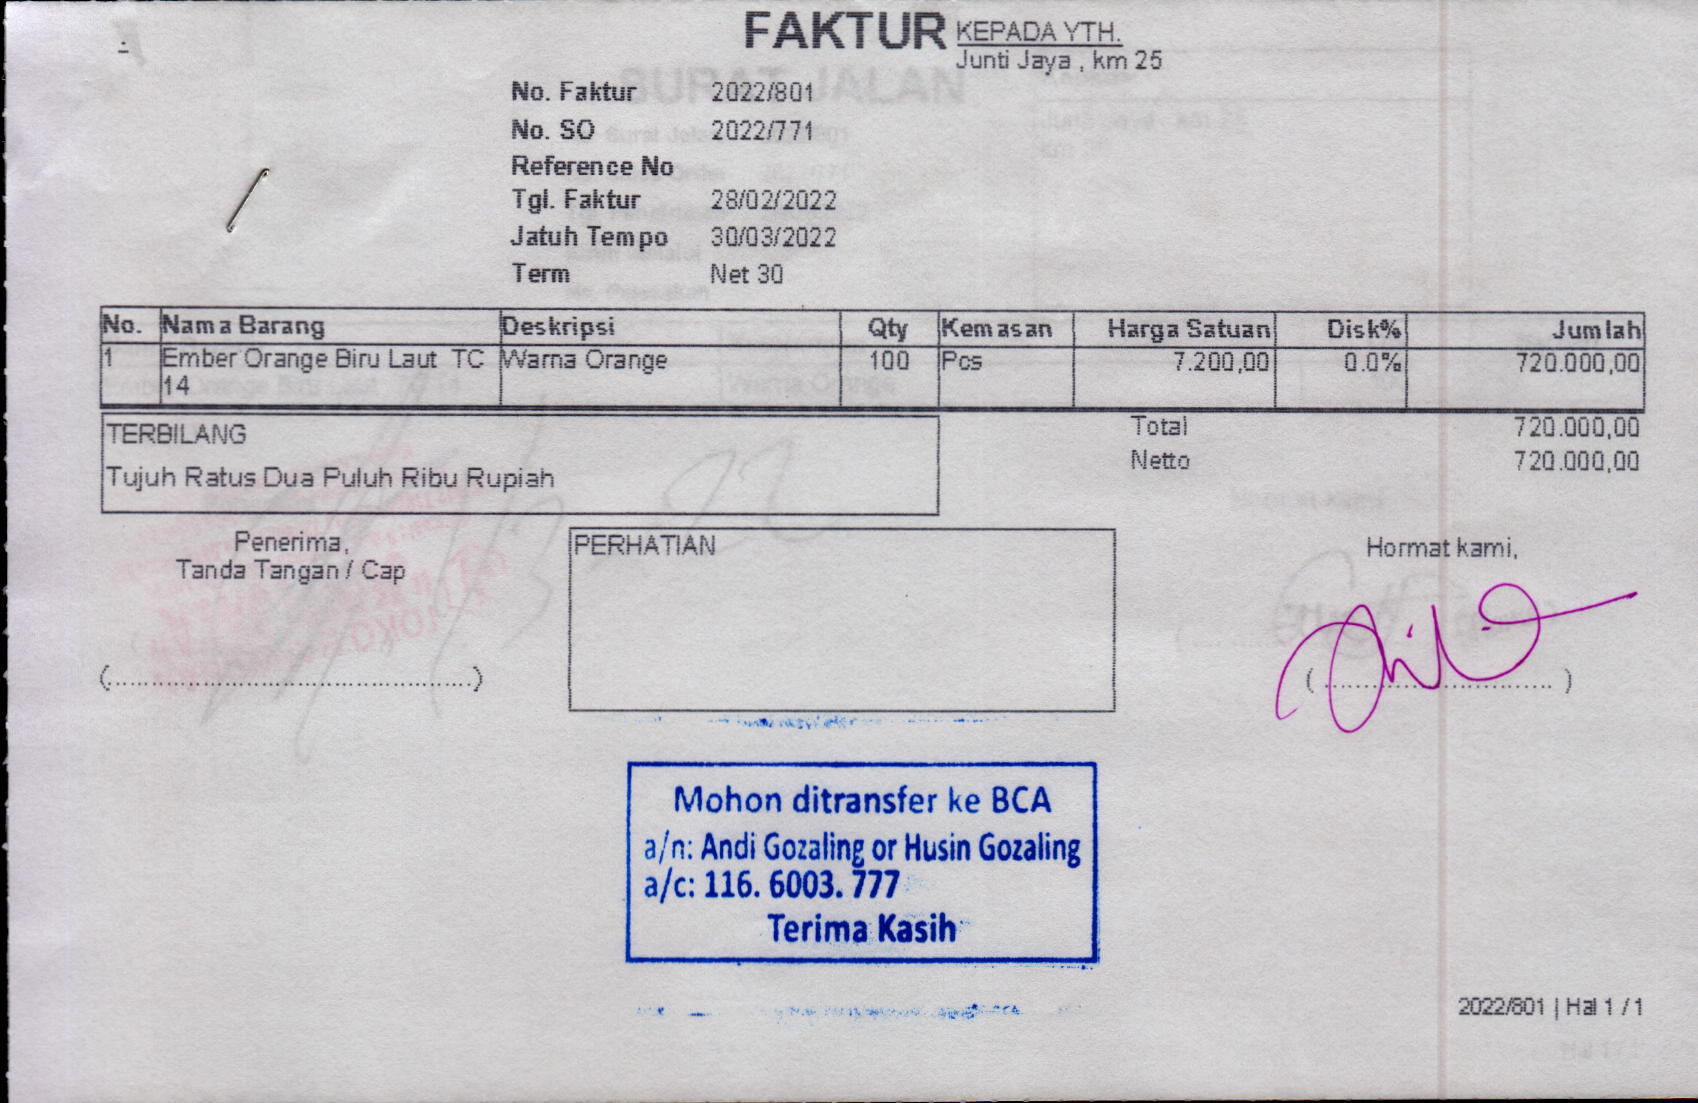 FAKTUR
KEPADA YTH.
Junti Jaya , km 25
No. Faktur 2022/801
No. SO 2022/771
Reference No
Tgl. Faktur 28/02/2022
Jatuh Tempo 30/03/2022
Term Net 30
No. Nama Barang Deskripsi Qty Kemasan Harga Satuan Disk% Jumlah
1 Ember Orange Biru Laut TC Warna Orange 100 Pcs 7.200,00 0.0% 720.000,00
14
Total 720.000,00
TERBILANG
Netto 720.000,00
Tujuh Ratus Dua Puluh Ribu Rupiah
Penerima,
Tanda Tangan / Cap
PERHATIAN
Hormat kami,
Mohon ditransfer ke BCA
a/n: Andi Gozaling or Husin Gozaling
a/c: 116. 6003. 777
Terima Kasih
2022/801 | Hal 1 / 1